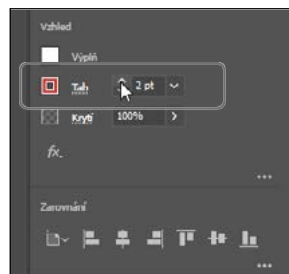 Vzhled
Výplň
Tah 2 pt
Krytí 100%
fx.
Zarovnání